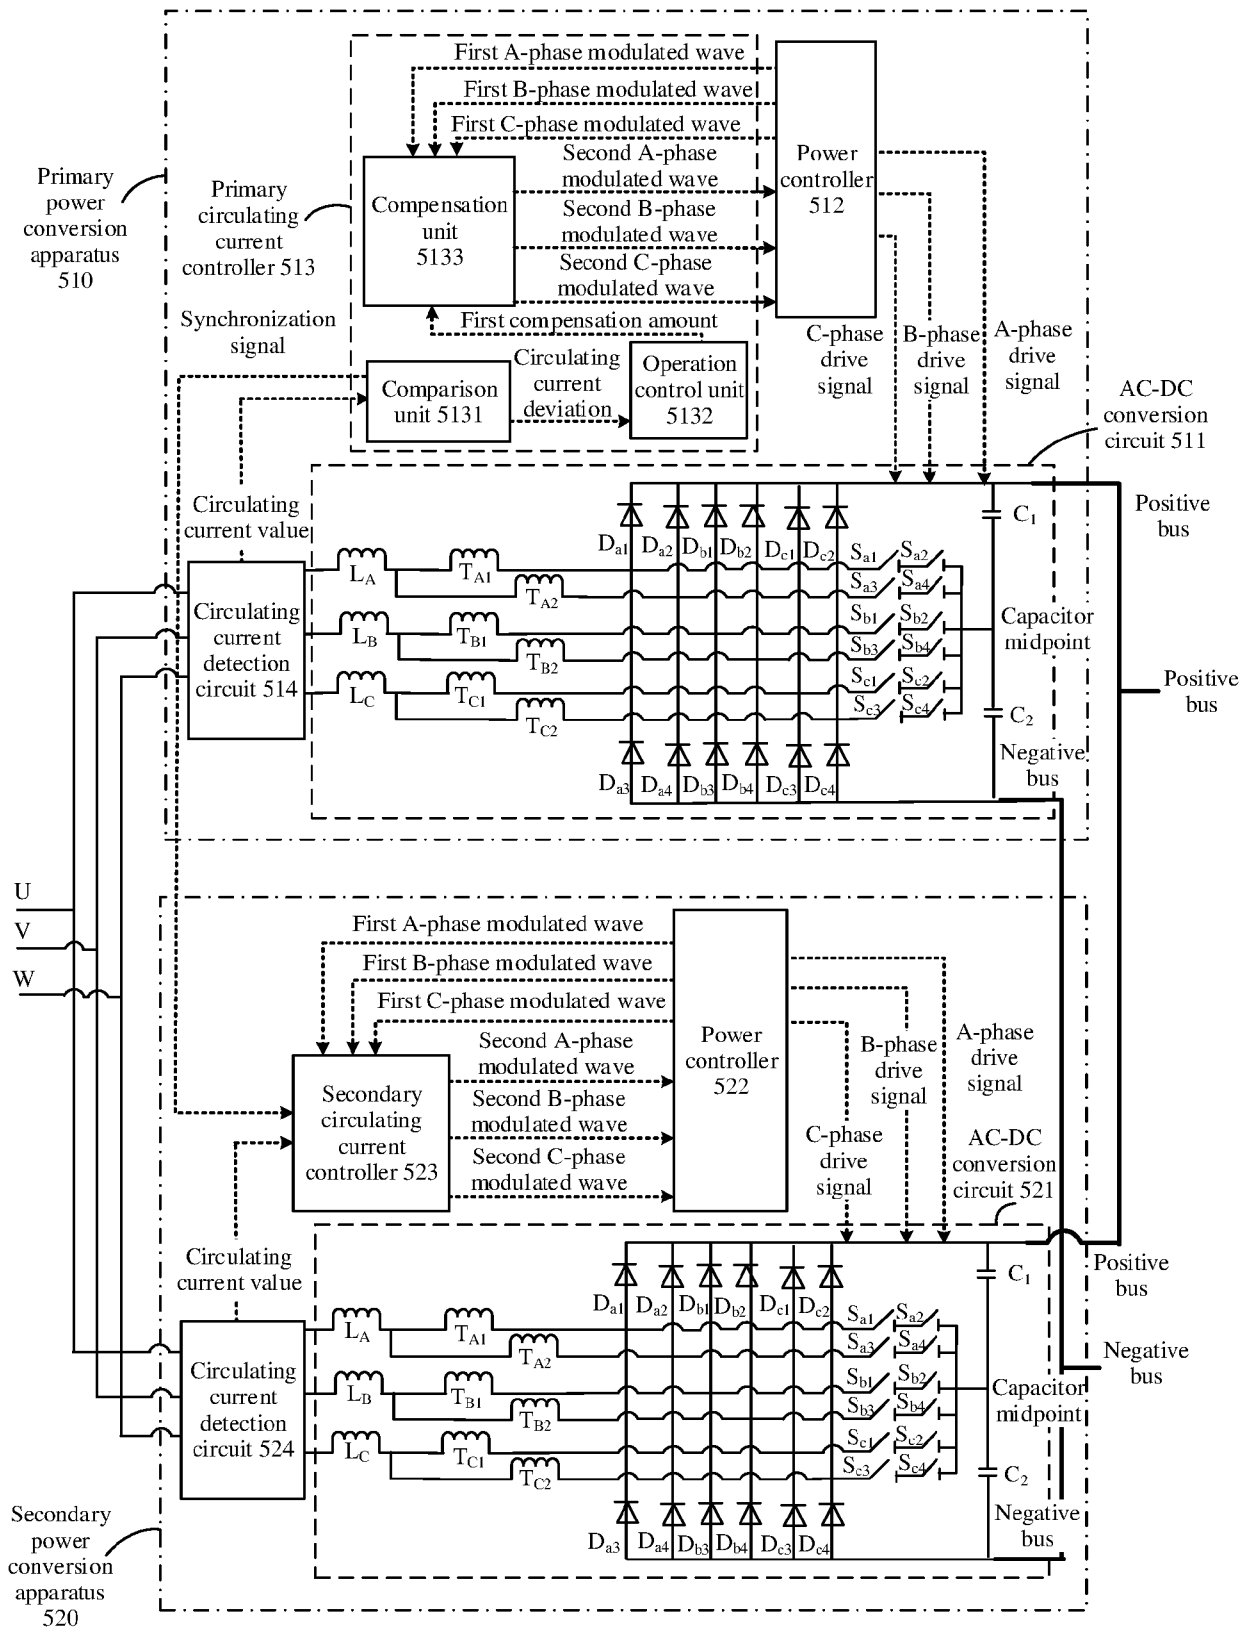 First A-phase modulated wave
First B-phase modulated wave
First C-phase modulated wave
Second A-phase
modulated wave
Second B-phase
modulated wave
Second C-phase
modulated wave
Power
controller
512
Primary
power
conversion
apparatus
510
Primary
circulating
current
controller 513
Compensation
unit
5133
First compensation amount
Synchronization
signal
Comparison
unit 5131
Circulating
current
deviation
Operation
control unit
5132
C-phase
drive
signal
B-phase
drive
signal
A-phase
drive
signal
AC-DC
conversion
circuit 511
Circulating
current value
Circulating
current
detection
circuit 514
LA
TA1
TA2
LB
TB1
TB2
LC
TC1
TC2
Da1
Da2
Db1
Db2
Dc1
Dc2
Sa1
Sa2
Sa3
Sa4
Sb1
Sb2
Sb3
Sb4
Sc1
Sc2
Sc3
Sc4
C1
Positive
bus
Capacitor
midpoint
Positive
bus
C2
Negative
bus
Da3
Da4
Db3
Db4
Dc3
Dc4
U
V
W
First A-phase modulated wave
First B-phase modulated wave
First C-phase modulated wave
Second A-phase
modulated wave
Second B-phase
modulated wave
Second C-phase
modulated wave
Power
controller
522
Secondary
circulating
current
controller 523
C-phase
drive
signal
B-phase
drive
signal
A-phase
drive
signal
AC-DC
conversion
circuit 521
Circulating
current value
Circulating
current
detection
circuit 524
LA
TA1
TA2
LB
TB1
TB2
LC
TC1
TC2
Da1
Da2
Db1
Db2
Dc1
Dc2
Sa1
Sa2
Sa3
Sa4
Sb1
Sb2
Sb3
Sb4
Sc1
Sc2
Sc3
Sc4
C1
Positive
bus
Negative
bus
Capacitor
midpoint
C2
Negative
bus
Da3
Da4
Db3
Db4
Dc3
Dc4
Secondary
power
conversion
apparatus
520